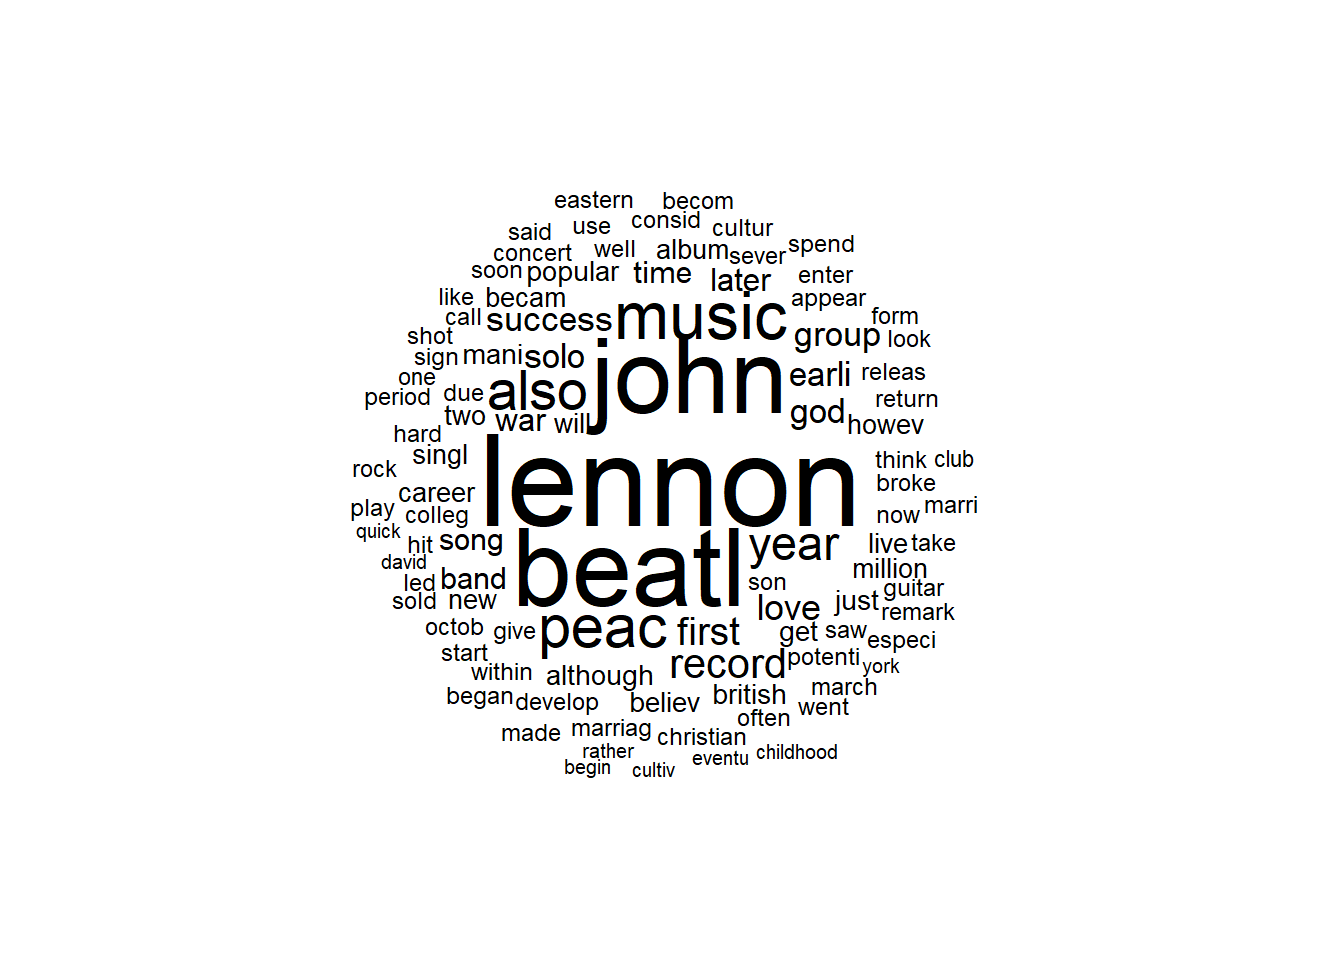 eastern becom
said use consid cultur
concert well album sever spend
soon popular time later enter
like becam music appear
call success group form
shot look
sign mani solo john earli releas
one also
period due god return
two war will howev
hard
singl lennon think club
rock
career broke
play colleg now marri
quick
hit song beatl year live take
david
led band son million
sold new love just guitar
remark
octob give peac first get saw especi
start
within although record potenti york
began develop believ british march
often went
made marriag christian
rather eventu childhood
begin cultiv